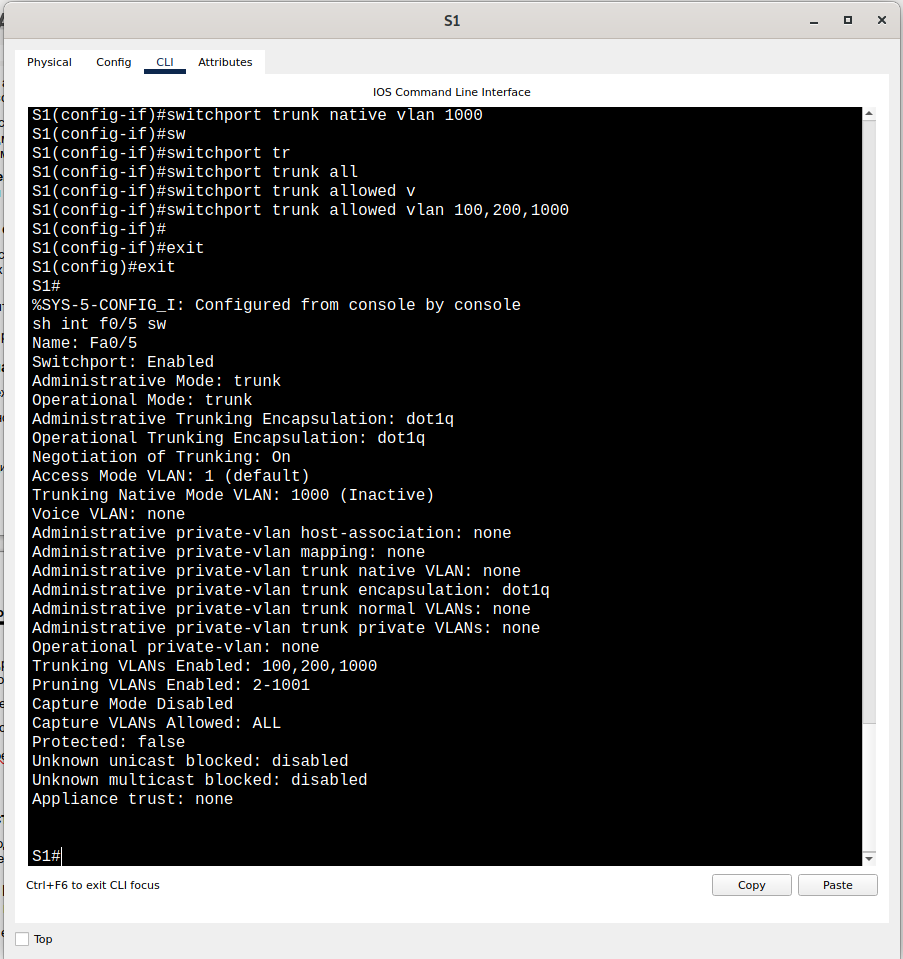 S1
Physical Config CLI Attributes
IOS Command Line Interface
S1(config-if)#switchport trunk native vlan 1000
S1(config-if)#sw
S1(config-if)#switchport tr
S1(config-if)#switchport trunk all
S1(config-if)#switchport trunk allowed v
S1(config-if)#switchport trunk allowed vlan 100,200,1000
S1(config-if)#
S1(config-if)#exit
S1(config)#exit
S1#
%SYS-5-CONFIG_I: Configured from console by console
sh int f0/5 sw
Name: Fa0/5
Switchport: Enabled
Administrative Mode: trunk
Operational Mode: trunk
Administrative Trunking Encapsulation: dot1q
Operational Trunking Encapsulation: dot1q
Negotiation of Trunking: On
Access Mode VLAN: 1 (default)
Trunking Native Mode VLAN: 1000 (Inactive)
Voice VLAN: none
Administrative private-vlan host-association: none
Administrative private-vlan mapping: none
Administrative private-vlan trunk native VLAN: none
Administrative private-vlan trunk encapsulation: dot1q
Administrative private-vlan trunk normal VLANs: none
Administrative private-vlan trunk private VLANs: none
Operational private-vlan: none
Trunking VLANs Enabled: 100,200,1000
Pruning VLANs Enabled: 2-1001
Capture Mode Disabled
Capture VLANs Allowed: ALL
Protected: false
Unknown unicast blocked: disabled
Unknown multicast blocked: disabled
Appliance trust: none
S1#
Ctrl+F6 to exit CLI focus
Copy Paste
Top